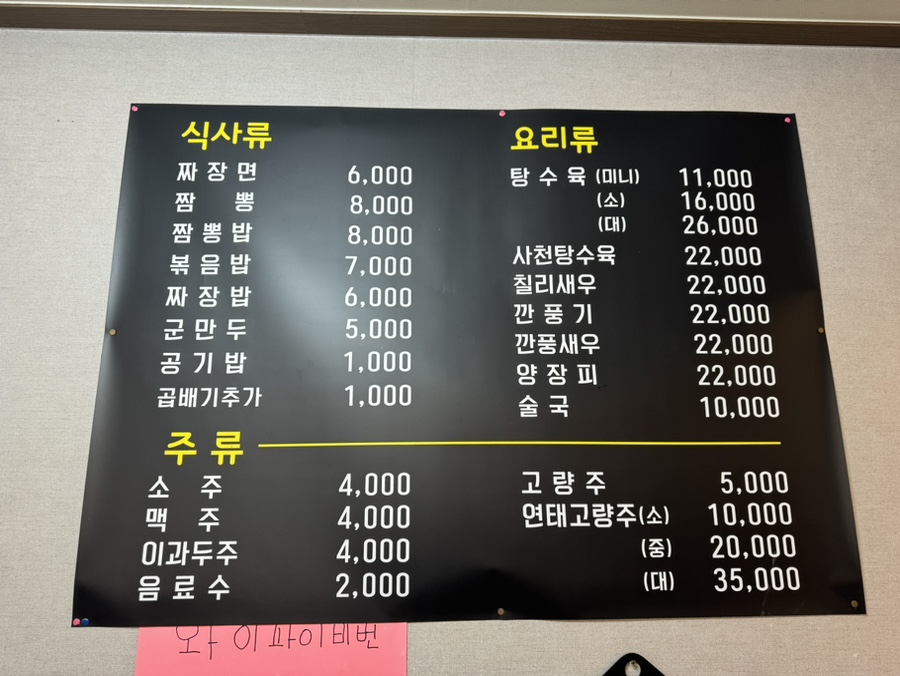 식사류
짜장면 6,000
짬뽕 8,000
짬뽕밥 8,000
볶음밥 7,000
짜장밥 6,000
군만두 5,000
공기밥 1,000
곱배기추가 1,000
요리류
탕수육 (미니) 11,000
(소) 16,000
(대) 26,000
사천탕수육 22,000
칠리새우 22,000
깐풍기 22,000
깐풍새우 22,000
양장피 22,000
술국 10,000
주류
소주 4,000
맥주 4,000
이과두주 4,000
음료수 2,000
고량주 5,000
연태고량주(소) 10,000
(중) 20,000
(대) 35,000
와이파이비번